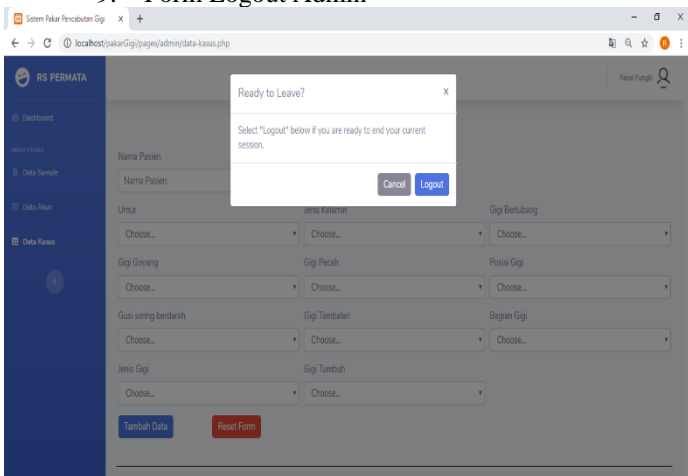 9. Form Logout Admin
Sistem Pakar Pencabutan Gigi x +
localhost/pakarGigi/pages/admin/data-kasus.php
RS PERMATA
Ready to Leave? x
Dashboard
Select "Logout" below if you are ready to end your current
session.
Data Sample
Data Akun
Data Kasus
Cancel Logout
Nama Pasien
Nama Pasien
Umur Jenis Kelamin Gigi Berlubang
Choose... Choose... Choose...
Gigi Goyang Gigi Pecah Posisi Gigi
Choose... Choose... Choose...
Gusi sering berdarah Gigi Tambalan Bagian Gigi
Choose... Choose... Choose...
Jenis Gigi Gigi Tumbuh
Choose... Choose...
Tambah Data Reset Form